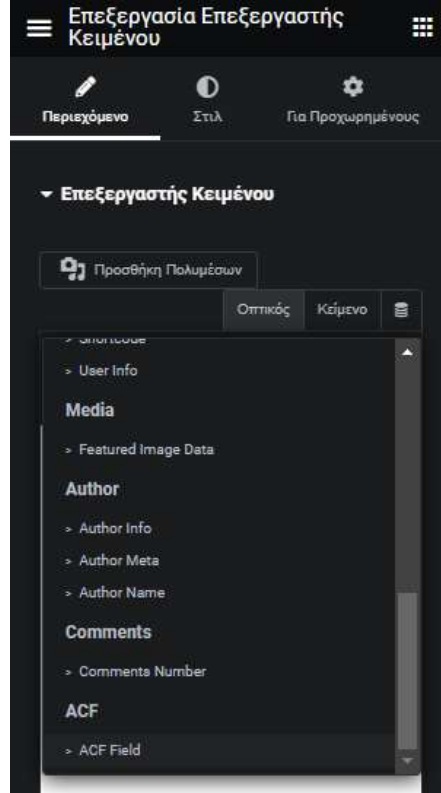 Επεξεργασία Επεξεργαστής
Κειμένου
Περιεχόμενο
Στιλ
Για Προχωρημένους
Επεξεργαστής Κειμένου
Προσθήκη Πολυμέσων
Οπτικός Κείμενο
> Shortcode
> User Info
Media
> Featured Image Data
Author
> Author Info
> Author Meta
> Author Name
Comments
> Comments Number
ACF
> ACF Field